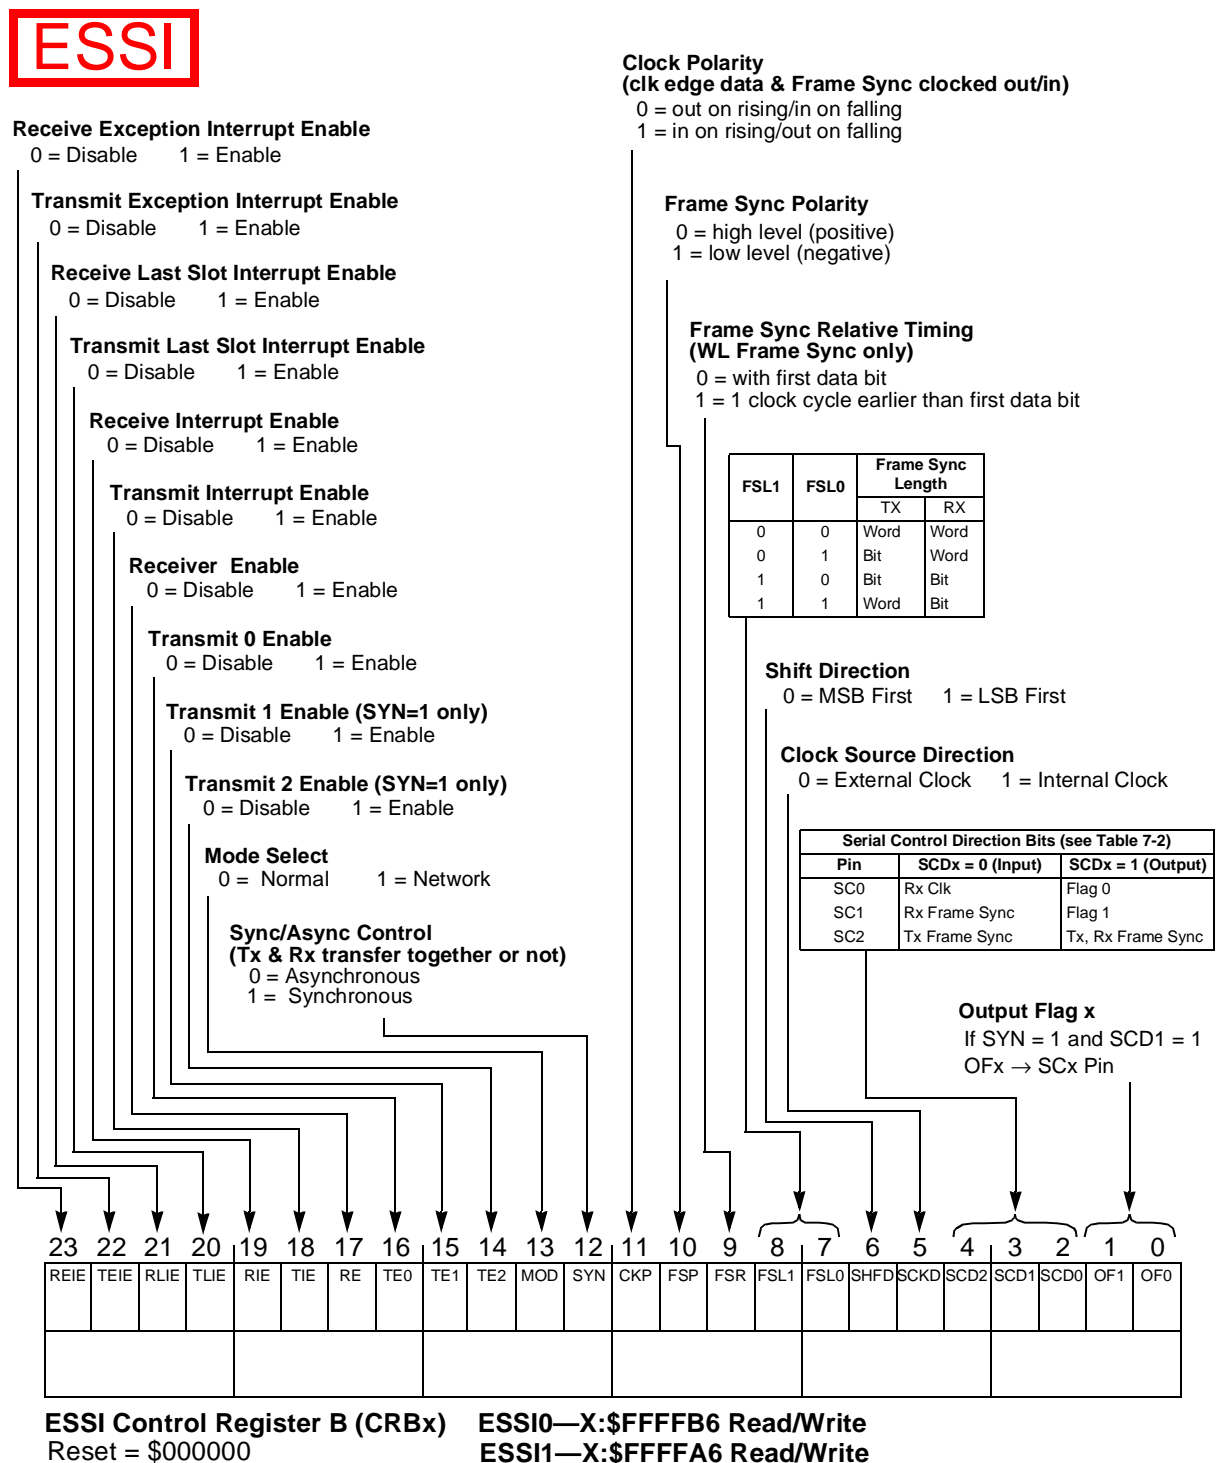 ESSI
Receive Exception Interrupt Enable
0 = Disable 1 = Enable
Transmit Exception Interrupt Enable
0 = Disable 1 = Enable
Receive Last Slot Interrupt Enable
0 = Disable 1 = Enable
Transmit Last Slot Interrupt Enable
0 = Disable 1 = Enable
Receive Interrupt Enable
0 = Disable 1 = Enable
Transmit Interrupt Enable
0 = Disable 1 = Enable
Receiver Enable
0 = Disable 1 = Enable
Transmit 0 Enable
0 = Disable 1 = Enable
Transmit 1 Enable (SYN=1 only)
0 = Disable 1 = Enable
Transmit 2 Enable (SYN=1 only)
0 = Disable 1 = Enable
Mode Select
0 = Normal 1 = Network
Sync/Async Control
(Tx & Rx transfer together or not)
0 = Asynchronous
1 = Synchronous
Clock Polarity
(clk edge data & Frame Sync clocked out/in)
0 = out on rising/in on falling
1 = in on rising/out on falling
Frame Sync Polarity
0 = high level (positive)
1 = low level (negative)
Frame Sync Relative Timing
(WL Frame Sync only)
0 = with first data bit
1 = 1 clock cycle earlier than first data bit
FSL1 FSL0 Frame Sync
Length
TX RX
0 0 Word Word
0 1 Bit Word
1 0 Bit Bit
1 1 Word Bit
Shift Direction
0 = MSB First 1 = LSB First
Clock Source Direction
0 = External Clock 1 = Internal Clock
Serial Control Direction Bits (see Table 7-2)
Pin SCDx = 0 (Input) SCDx = 1 (Output)
SC0 Rx Clk Flag 0
SC1 Rx Frame Sync Flag 1
SC2 Tx Frame Sync Tx, Rx Frame Sync
Output Flag x
If SYN = 1 and SCD1 = 1
OFx → SCx Pin
23 22 21 20 19 18 17 16 15 14 13 12 11 10 9 8 7 6 5 4 3 2 1 0
REIE TEIE RLIE TLIE RIE TIE RE TE0 TE1 TE2 MOD SYN CKP FSP FSR FSL1 FSL0 SHFD SCKD SCD2 SCD1 SCD0 OF1 OF0
ESSI Control Register B (CRBx) ESSI0—X:$FFFFB6 Read/Write
Reset = $000000 ESSI1—X:$FFFFA6 Read/Write